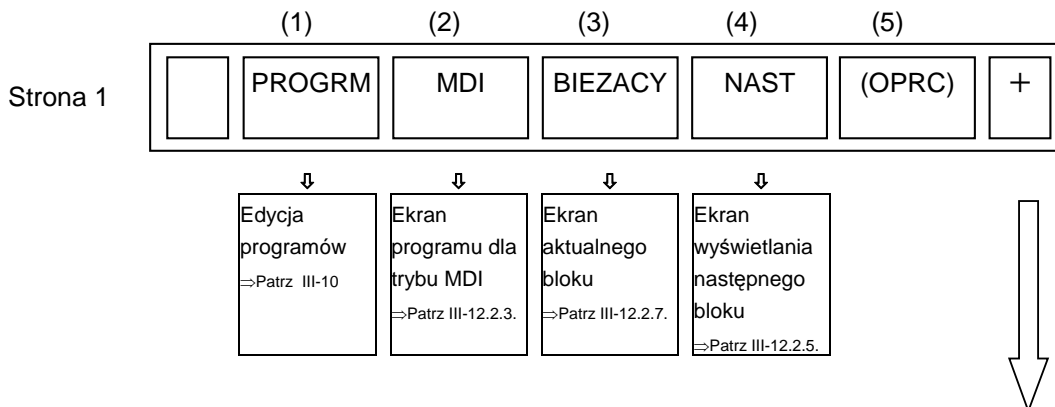 (1) (2) (3) (4) (5)
Strona 1
PROGRM MDI BIEZACY NAST (OPRC) +
Edycja
programów
⇒Patrz III-10
Ekran
programu dla
trybu MDI
⇒Patrz III-12.2.3.
Ekran
aktualnego
bloku
⇒Patrz III-12.2.7.
Ekran
wyświetlania
następnego
bloku
⇒Patrz III-12.2.5.